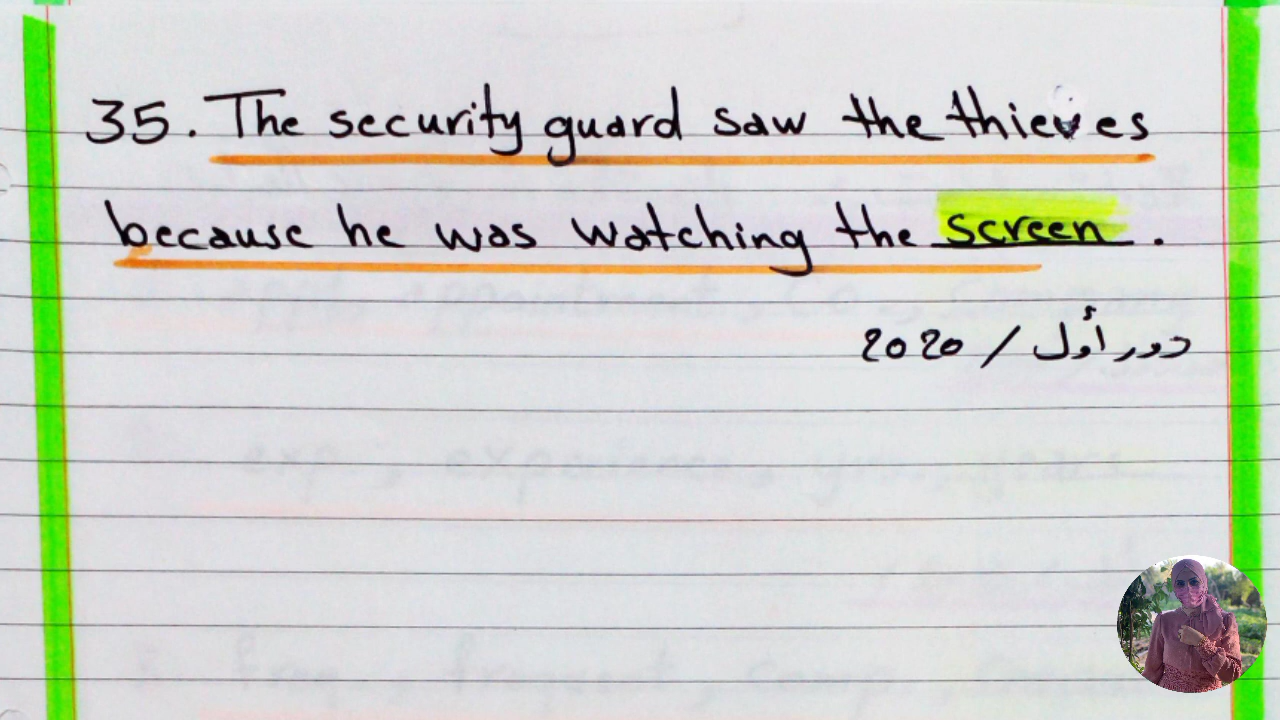 35. The security guard saw the thieves
because he was watching the screen.
دور أول / 2020